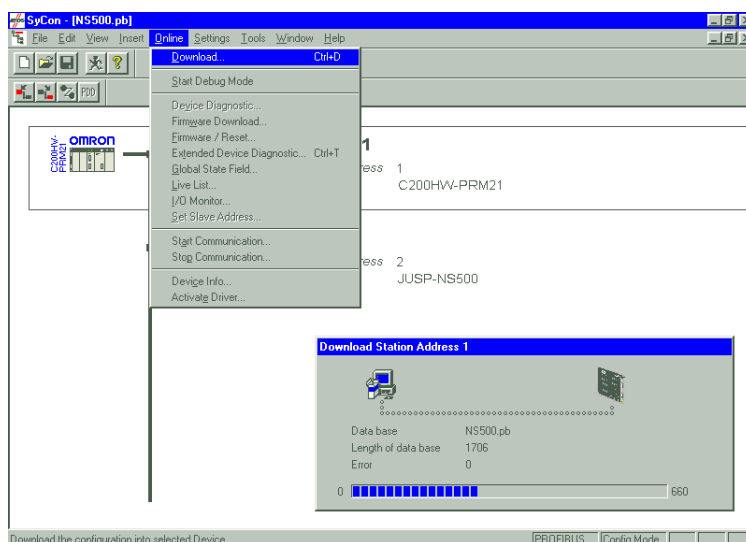 SyCon - [NS500.pb]
File Edit View Insert Online Settings Tools Window Help
Download... Ctrl+D
Start Debug Mode
PDD
Device Diagnostic...
Firmware Download...
Firmware / Reset...
Extended Device Diagnostic... Ctrl+T
Global State Field...
Live List...
I/O Monitor...
Set Slave Address...
Start Communication...
Stop Communication...
Device Info...
Activate Driver...
C200HW-
PRM21
OMRON
1
ess 1
C200HW-PRM21
ess 2
JUSP-NS500
Download Station Address 1
Data base NS500.pb
Length of data base 1706
Error 0
0 660
Download the configuration into selected Device
PROFIBUS Config Mode